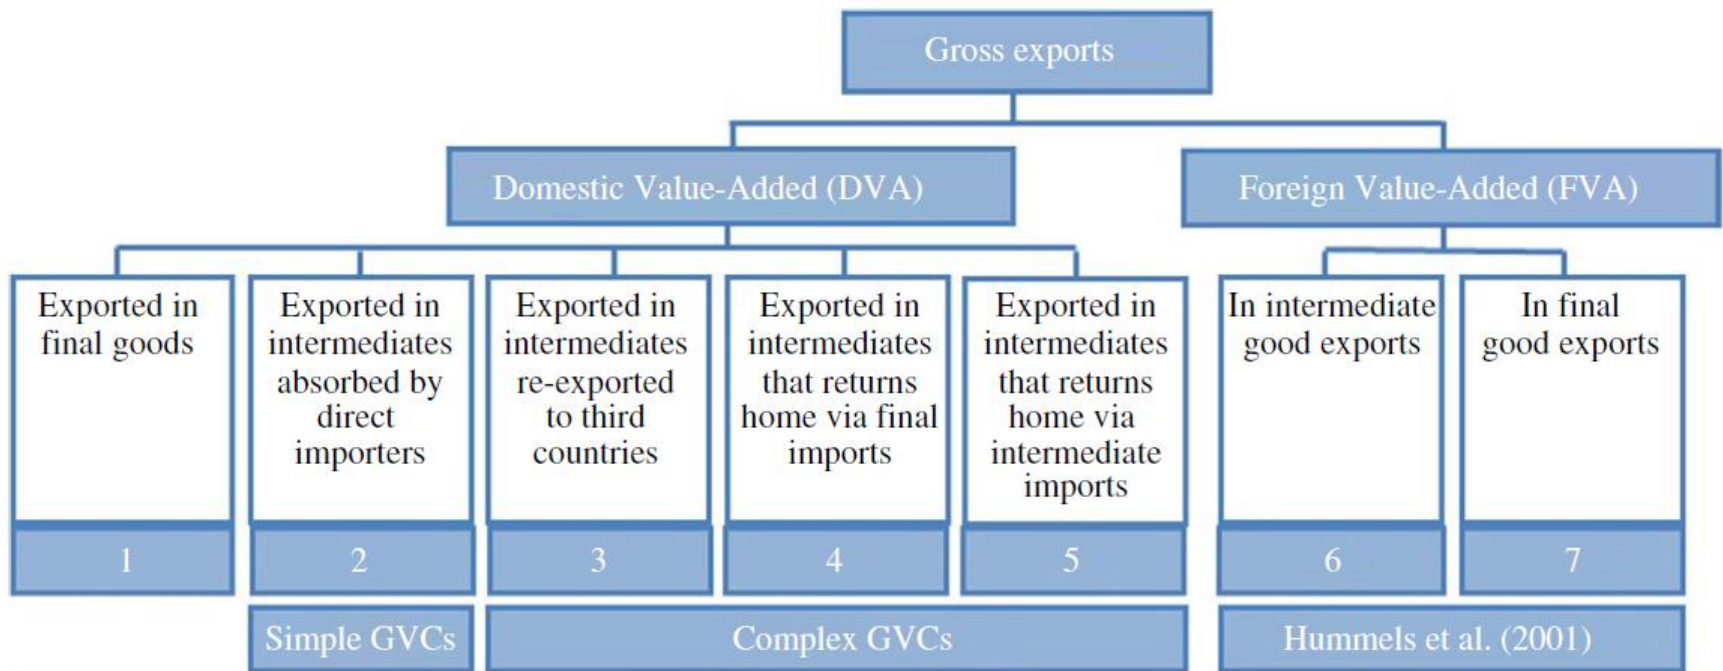 Gross exports
Domestic Value-Added (DVA)
Foreign Value-Added (FVA)
Exported in
final goods
Exported in
intermediates
absorbed by
direct
importers
Exported in
intermediates
re-exported
to third
countries
Exported in
intermediates
that returns
home via final
imports
Exported in
intermediates
that returns
home via
intermediate
imports
In intermediate
good exports
In final
good exports
1
2
3
4
5
6
7
Simple GVCs
Complex GVCs
Hummels et al. (2001)